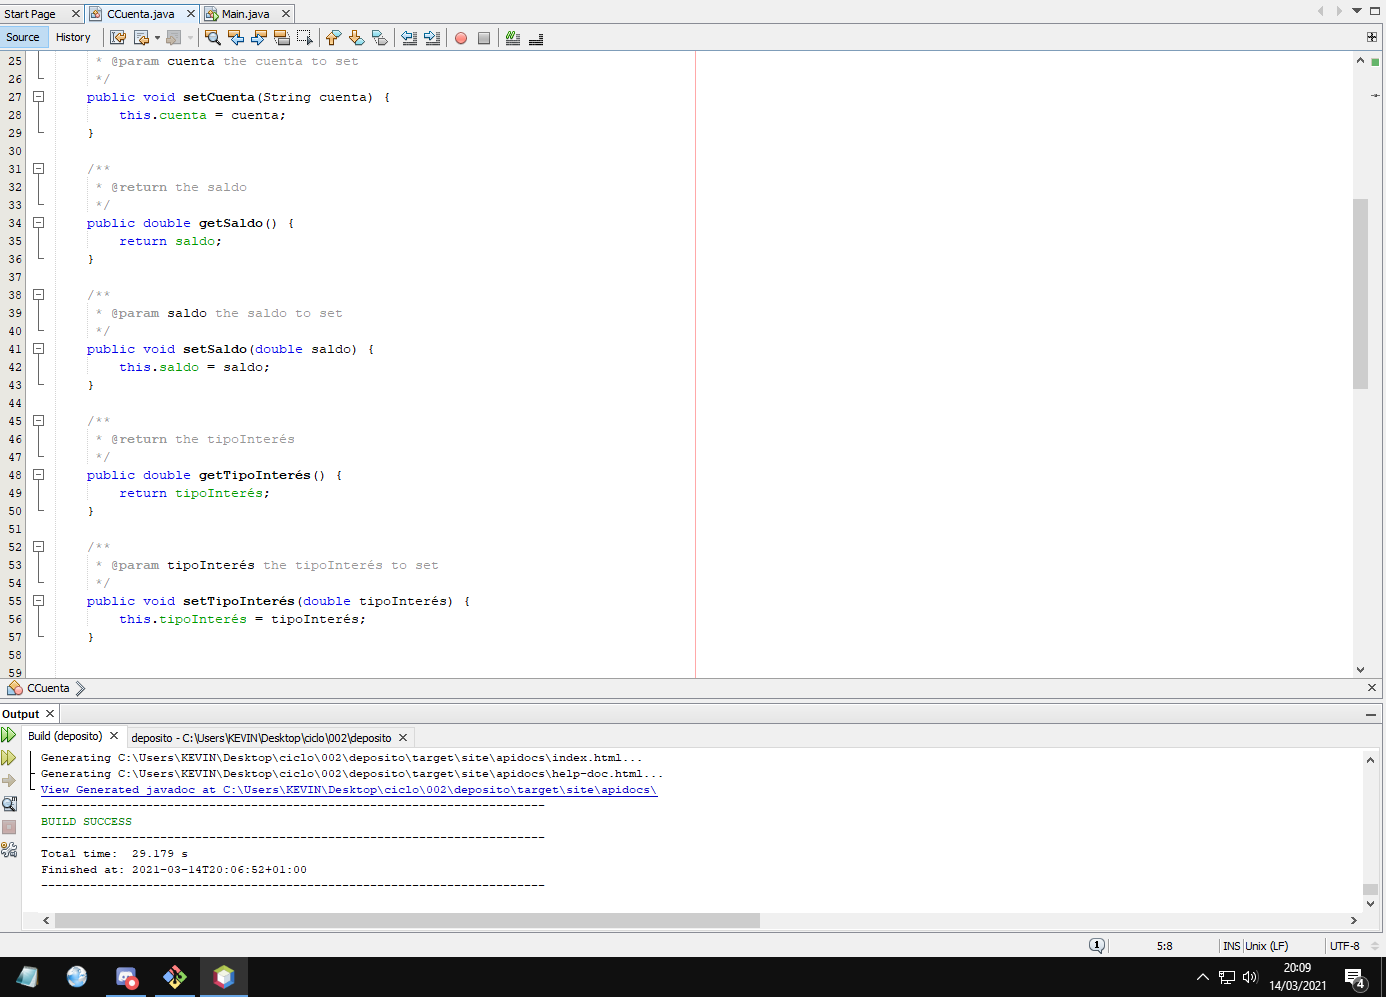 Start Page CCuenta.java Main.java
Source History
25 * @param cuenta the cuenta to set
26 */
27 public void setCuenta(String cuenta) {
28 this.cuenta = cuenta;
29 }
30
31 /**
32 * @return the saldo
33 */
34 public double getSaldo() {
35 return saldo;
36 }
37
38 /**
39 * @param saldo the saldo to set
40 */
41 public void setSaldo(double saldo) {
42 this.saldo = saldo;
43 }
44
45 /**
46 * @return the tipoInterés
47 */
48 public double getTipoInterés() {
49 return tipoInterés;
50 }
51
52 /**
53 * @param tipoInterés the tipoInterés to set
54 */
55 public void setTipoInterés(double tipoInterés) {
56 this.tipoInterés = tipoInterés;
57 }
58
59
CCuenta
Output
Build (deposito) deposito - C:\Users\KEVIN\Desktop\ciclo\002\deposito
Generating C:\Users\KEVIN\Desktop\ciclo\002\deposito\target\site\apidocs\index.html...
Generating C:\Users\KEVIN\Desktop\ciclo\002\deposito\target\site\apidocs\help-doc.html...
View Generated javadoc at C:\Users\KEVIN\Desktop\ciclo\002\deposito\target\site\apidocs\
------------------------------------------------------------------------
BUILD SUCCESS
------------------------------------------------------------------------
Total time: 29.179 s
Finished at: 2021-03-14T20:06:52+01:00
------------------------------------------------------------------------
1 5:8 INS Unix (LF) UTF-8
20:09
14/03/2021
4